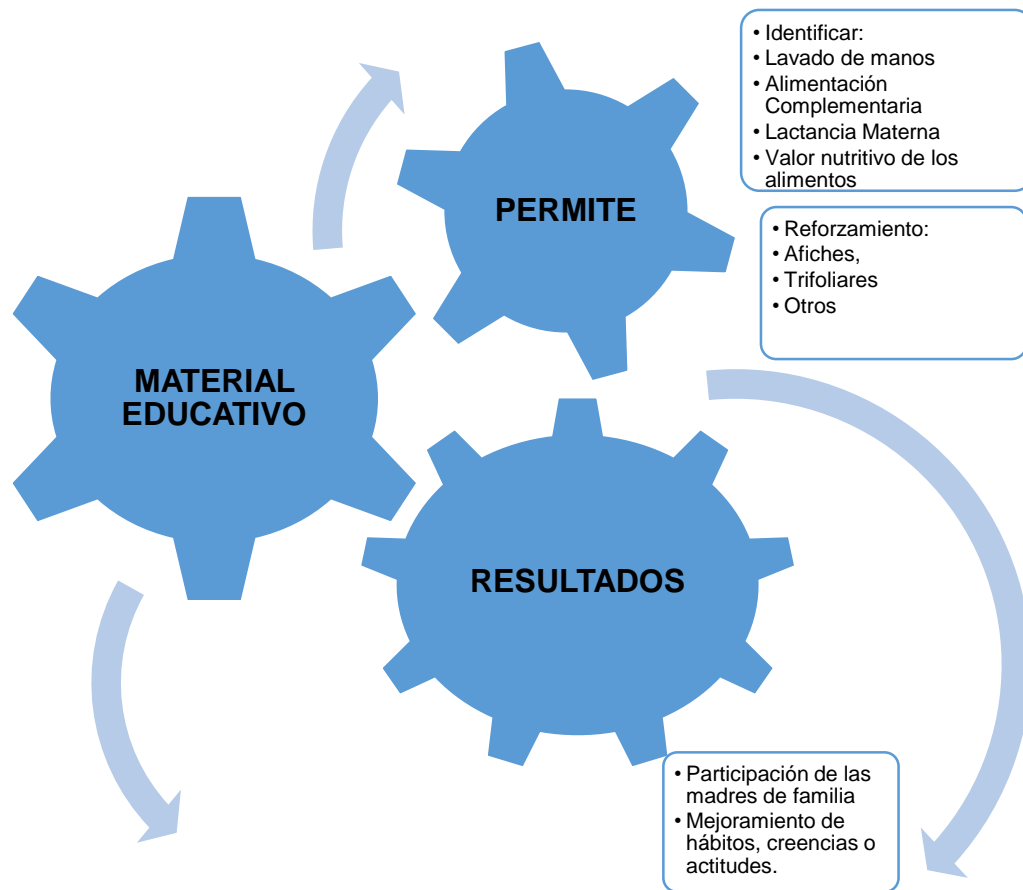 • Identificar:
• Lavado de manos
• Alimentación
Complementaria
• Lactancia Materna
• Valor nutritivo de los
alimentos
PERMITE
• Reforzamiento:
• Afiches,
• Trifoliares
• Otros
MATERIAL
EDUCATIVO
RESULTADOS
• Participación de las
madres de familia
• Mejoramiento de
hábitos, creencias o
actitudes.